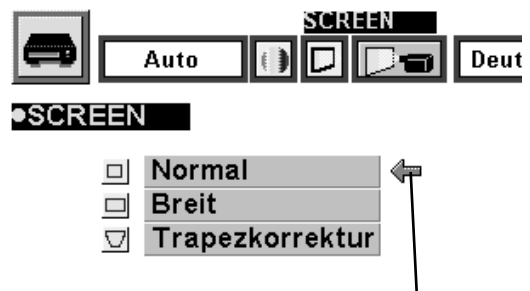 SCREEN
Auto Deut
●SCREEN
Normal
Breit
Trapezkorrektur